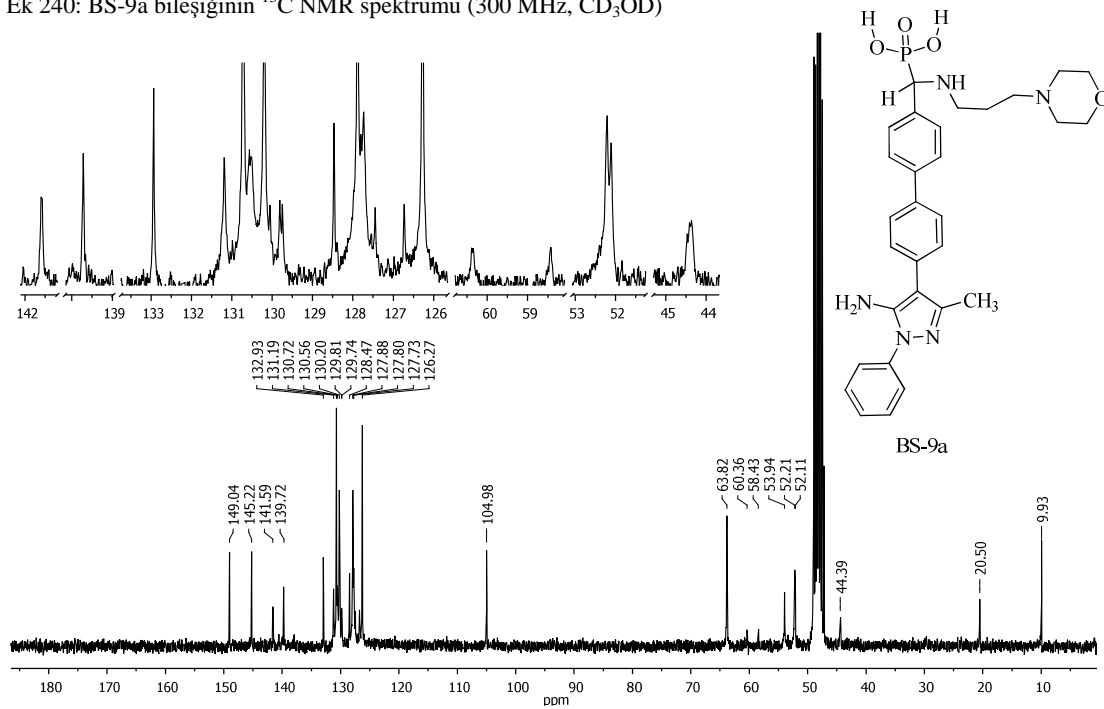 Ek 240: BS-9a bileşiğinin ¹³C NMR spektrumu (300 MHz, CD₃OD)
H
O
O
P
O
H
H
NH
N
O
H₂N
CH₃
N
N
BS-9a
142 139 133 132 131 130 129 128 127 126 60 59 53 52 45 44
132.93
131.19
130.72
130.56
130.20
129.81
129.74
128.47
127.88
127.80
127.73
126.27
149.04
145.22
141.59
139.72
104.98
63.82
60.36
58.43
53.94
52.21
52.11
44.39
20.50
9.93
180 170 160 150 140 130 120 110 100 90 80 70 60 50 40 30 20 10
ppm